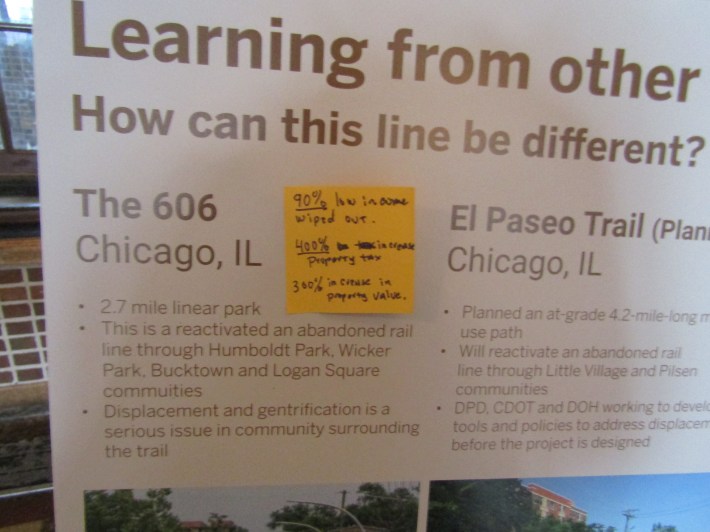 Learning from other
How can this line be different?
The 606
Chicago, IL
• 2.7 mile linear park
• This is a reactivated an abandoned rail
line through Humboldt Park, Wicker
Park, Bucktown and Logan Square
commuities
• Displacement and gentrification is a
serious issue in community surrounding
the trail
90% low income
wiped out.
400% increase
Property tax
300% increase in
property value.
El Paseo Trail (Plan
Chicago, IL
• Planned an at-grade 4.2-mile-long
use path
• Will reactivate an abandoned rail
line through Little Village and Pilsen
communities
• DPD, CDOT and DOH working to
tools and policies to address
before the project is designed